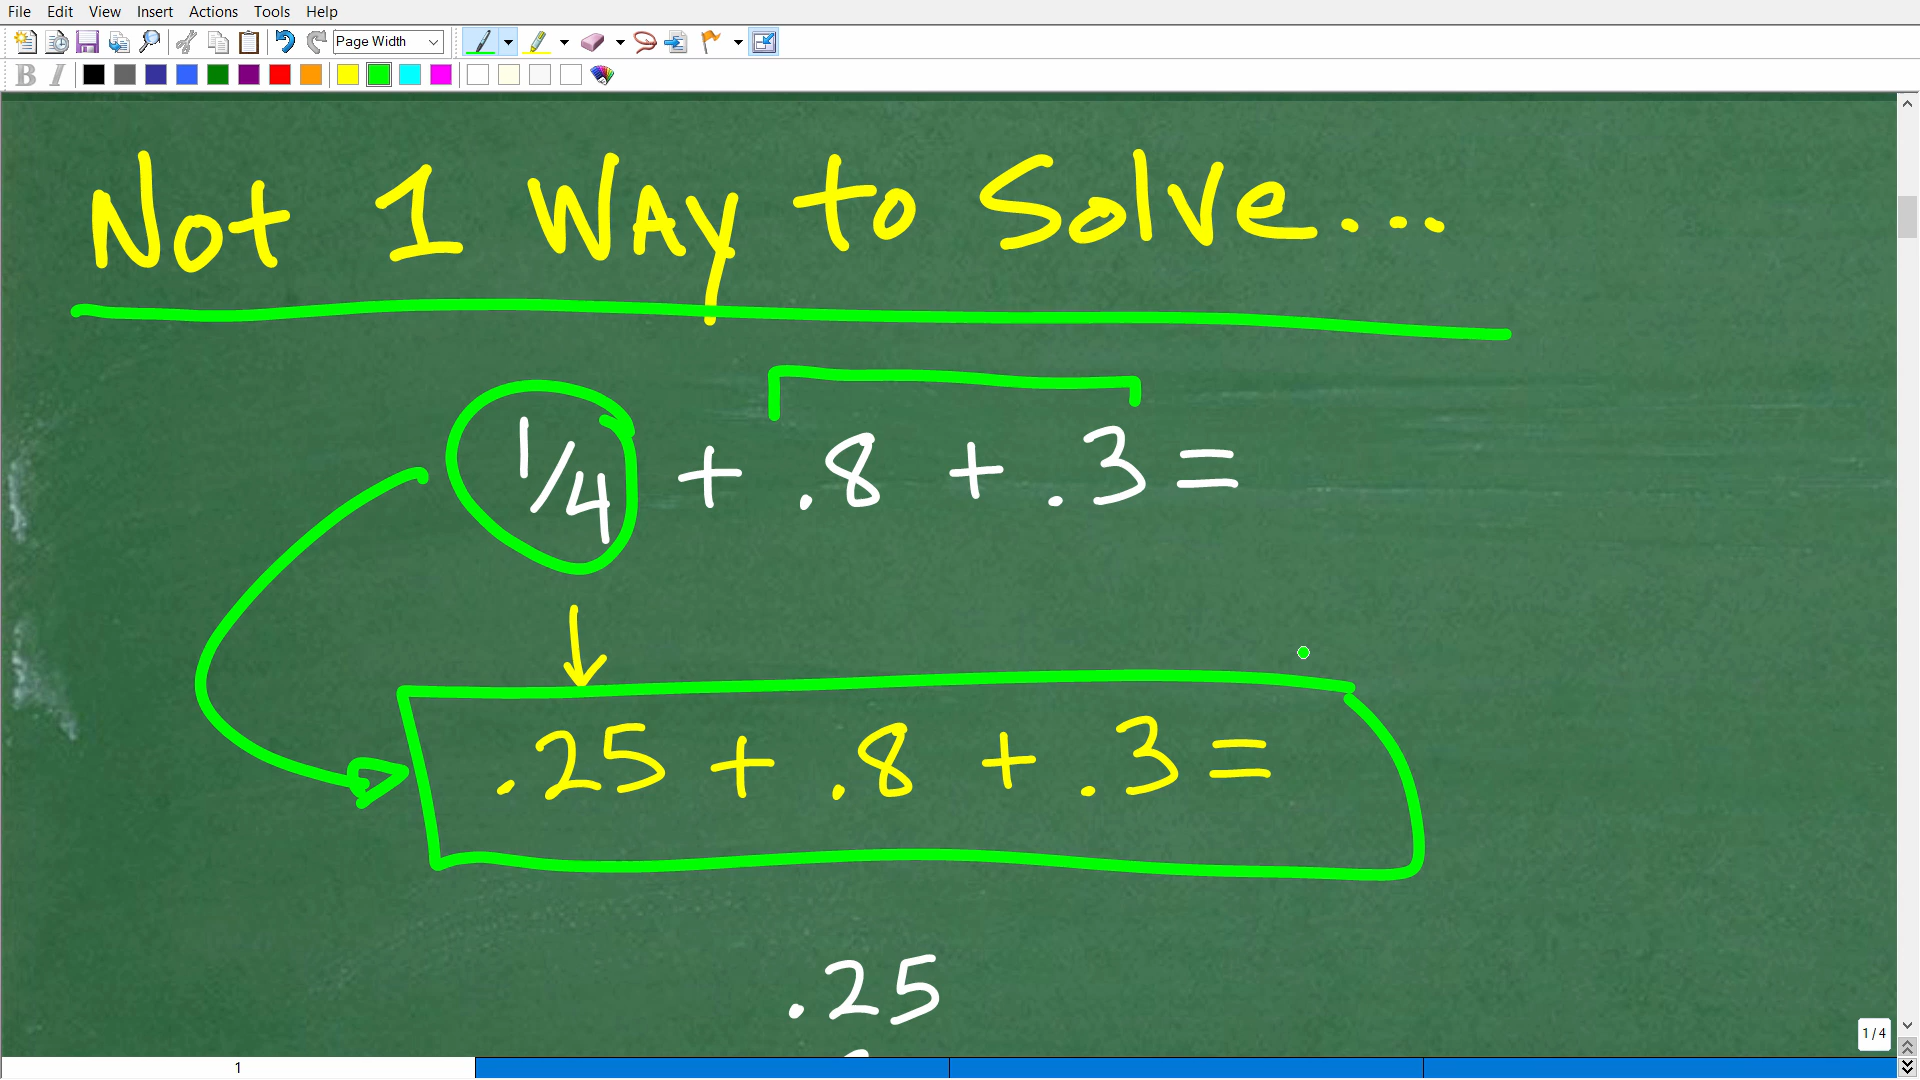 File Edit View Insert Actions Tools Help
Page Width
B I
Not 1 Way to Solve...
1/4 + .8 + .3 =
.25 + .8 + .3 =
.25
1/4
1